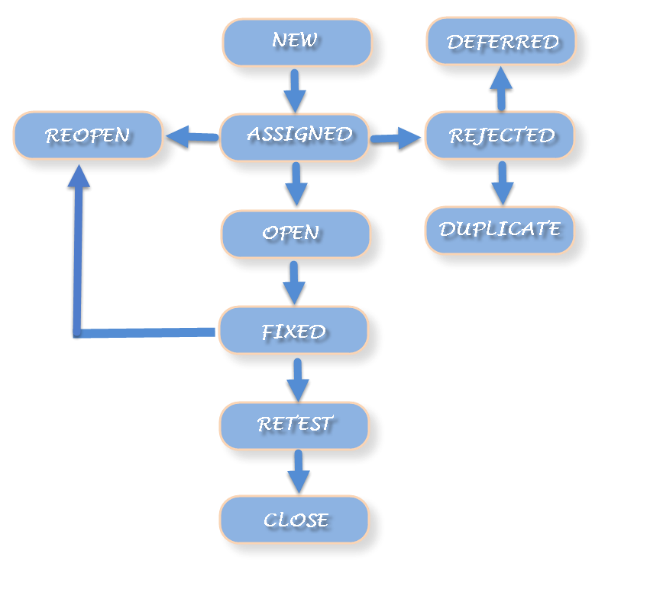 NEW
DEFERRED
REOPEN
ASSIGNED
REJECTED
OPEN
DUPLICATE
FIXED
RETEST
CLOSE